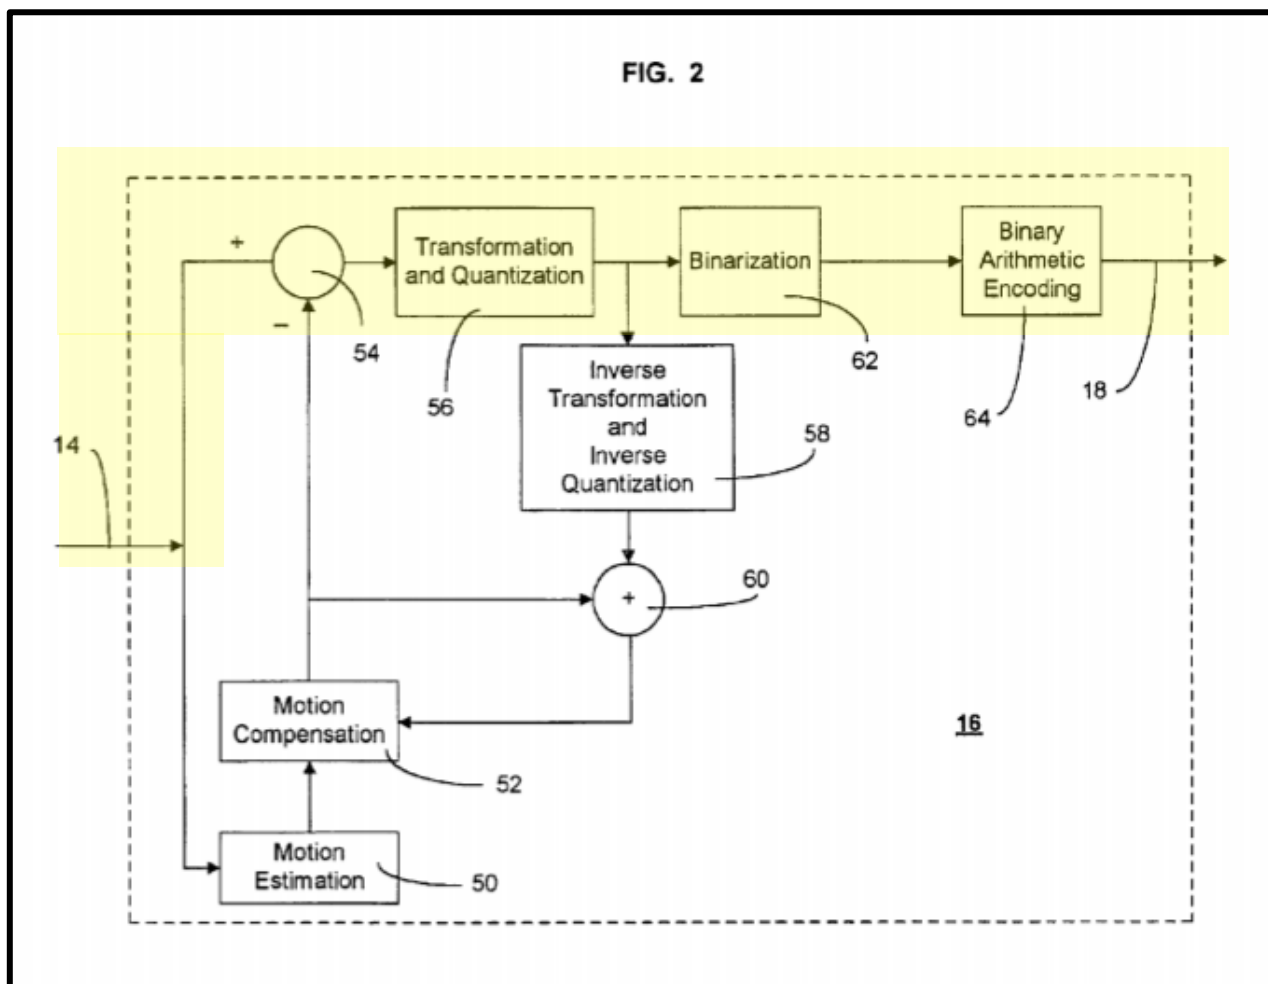 FIG. 2
+
Transformation
and Quantization
Binarization
Binary
Arithmetic
Encoding
−
54
56
62
64
18
14
Inverse
Transformation
and
Inverse
Quantization
58
+
60
Motion
Compensation
52
16
Motion
Estimation
50